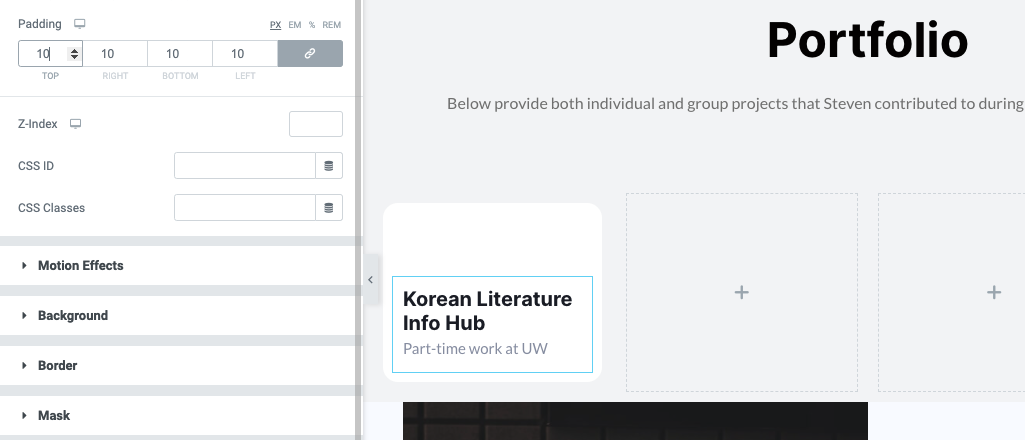 Padding PX EM % REM
10 10 10 10
TOP RIGHT BOTTOM LEFT
Z-Index
CSS ID
CSS Classes
Motion Effects
Background
Border
Mask
Portfolio
Below provide both individual and group projects that Steven contributed to during
Korean Literature
Info Hub
Part-time work at UW